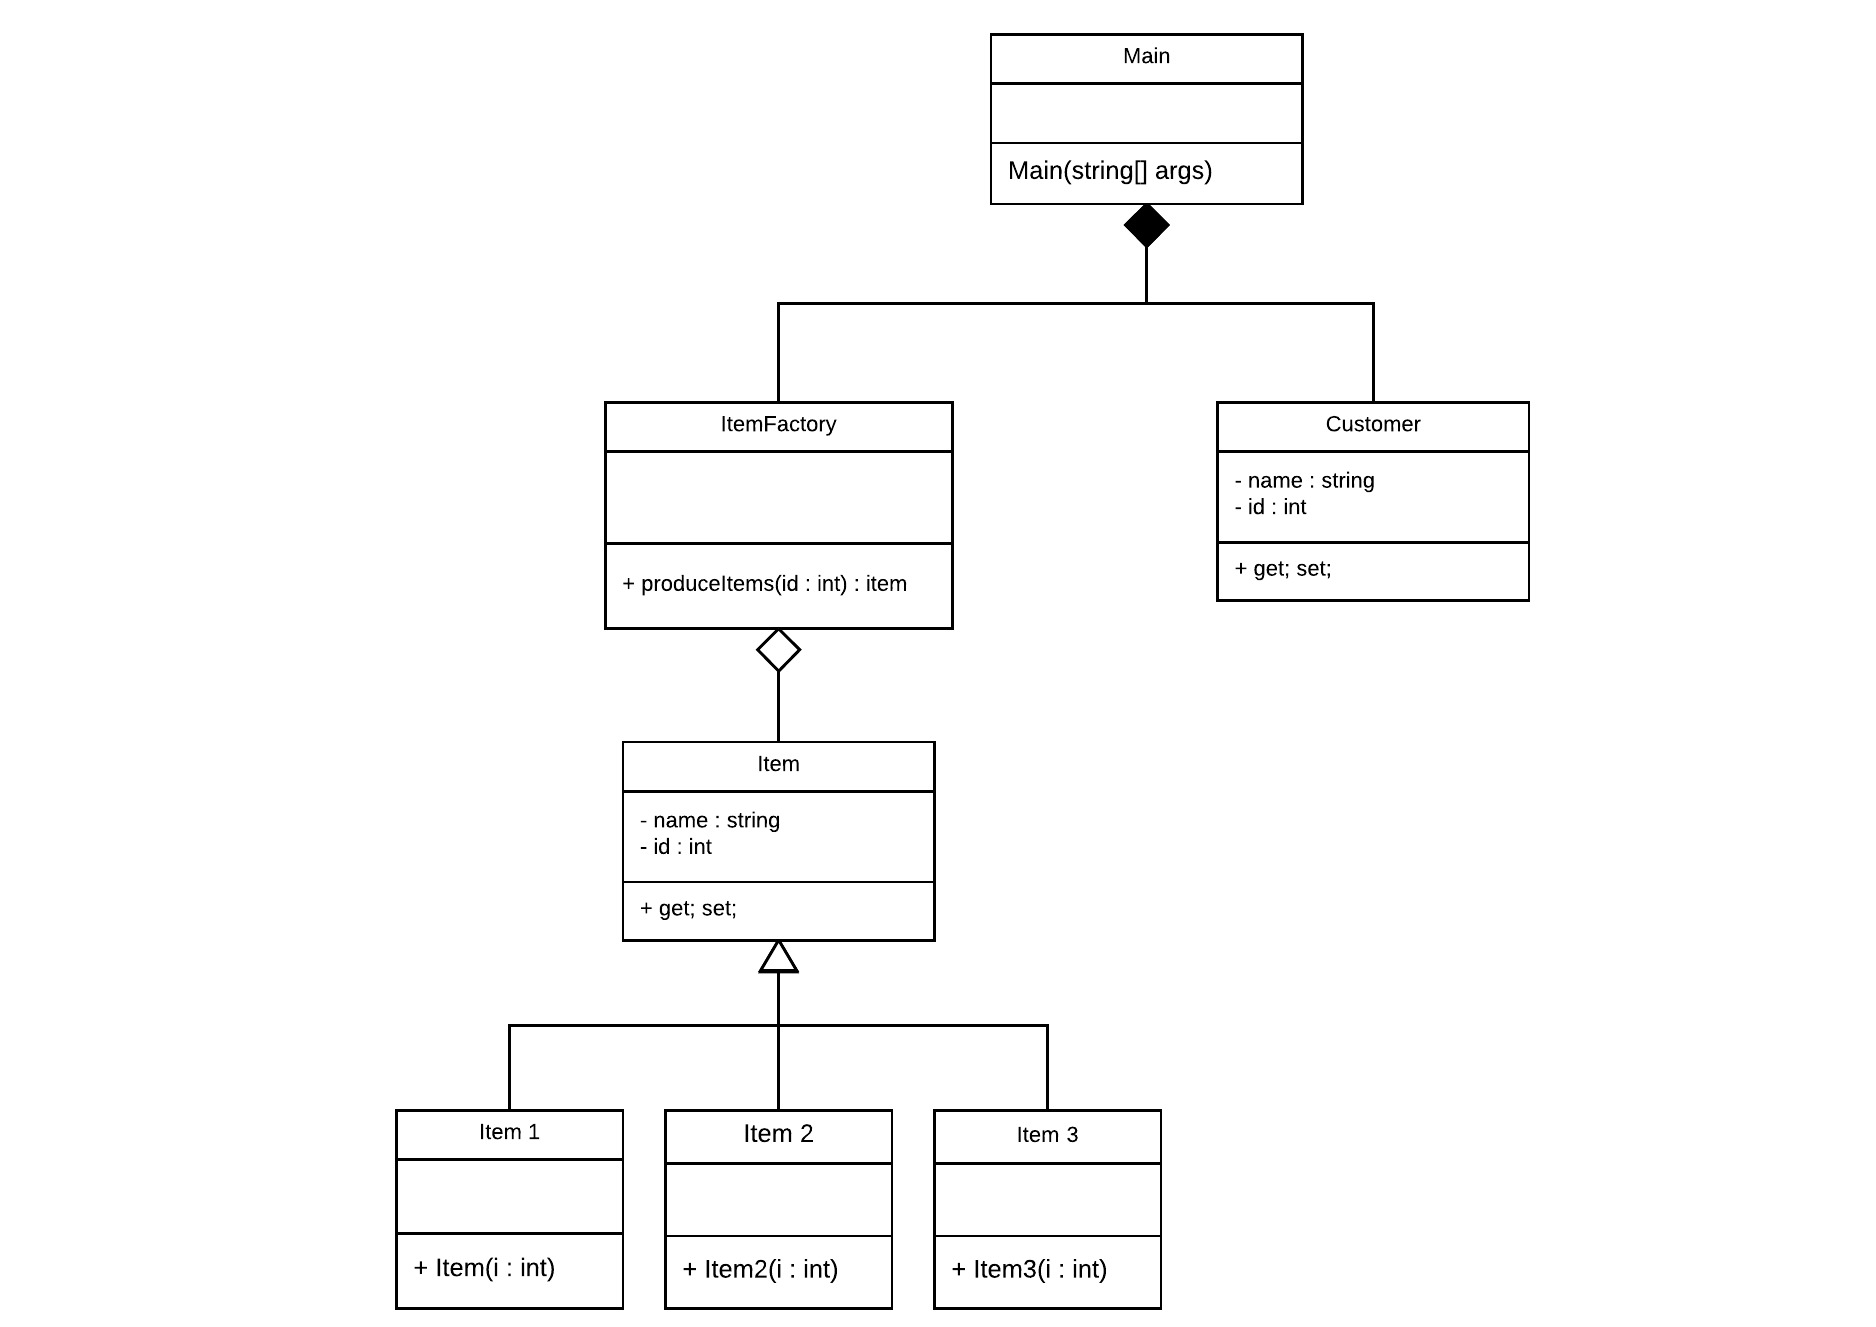 Main
Main(string[] args)
ItemFactory
+ produceItems(id : int) : item
Customer
- name : string
- id : int
+ get; set;
Item
- name : string
- id : int
+ get; set;
Item 1
+ Item(i : int)
Item 2
+ Item2(i : int)
Item 3
+ Item3(i : int)